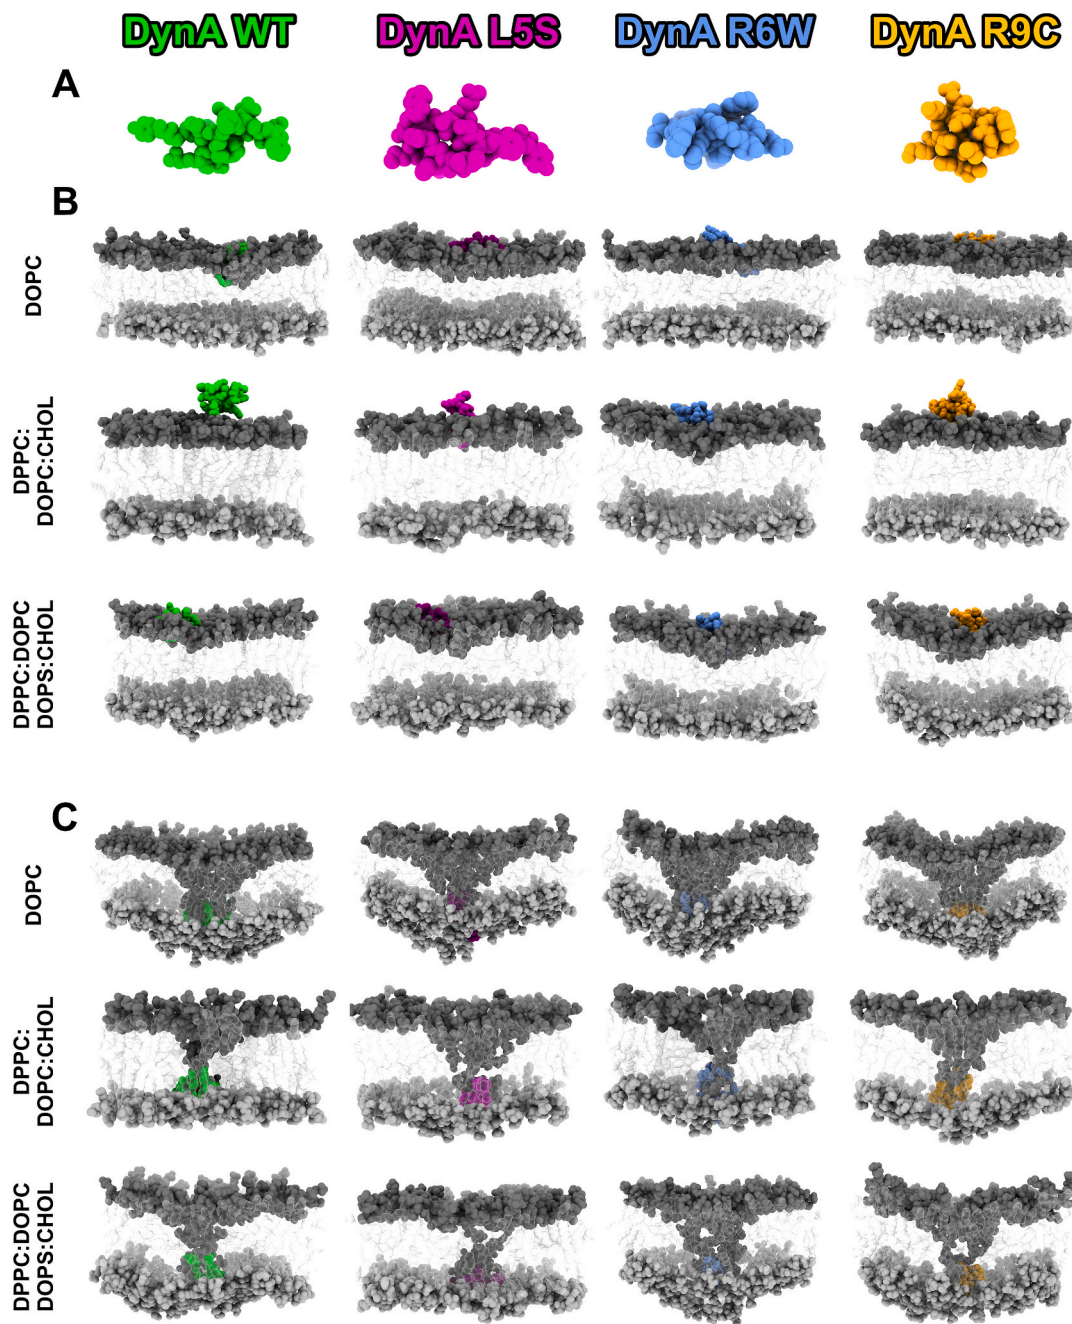 DynA WT DynA L5S DynA R6W DynA R9C
A
B
DOPC
DPPC:
DOPC:CHOL
DPPC:DOPC
DOPS:CHOL
C
DOPC
DPPC:
DOPC:CHOL
DPPC:DOPC
DOPS:CHOL